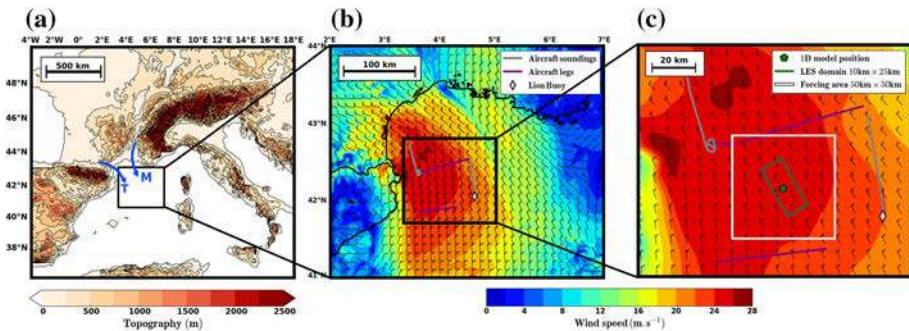 (a)
(b)
(c)
4°W 2°W 0° 2°E 4°E 6°E 8°E 10°E 12°E 14°E 16°E 18°E
48°N
46°N
44°N
42°N
40°N
38°N
500 km
T
M
3°E 4°E 5°E 6°E 7°E
44°N
43°N
42°N
41°N
100 km
Aircraft soundings
Aircraft legs
Lion Buoy
20 km
1D model position
LES domain 10km × 25km
Forcing area 50km × 50km
0 500 1000 1500 2000 2500
Topography (m)
0 4 8 12 16 20 24 28
Wind speed (m.s⁻¹)